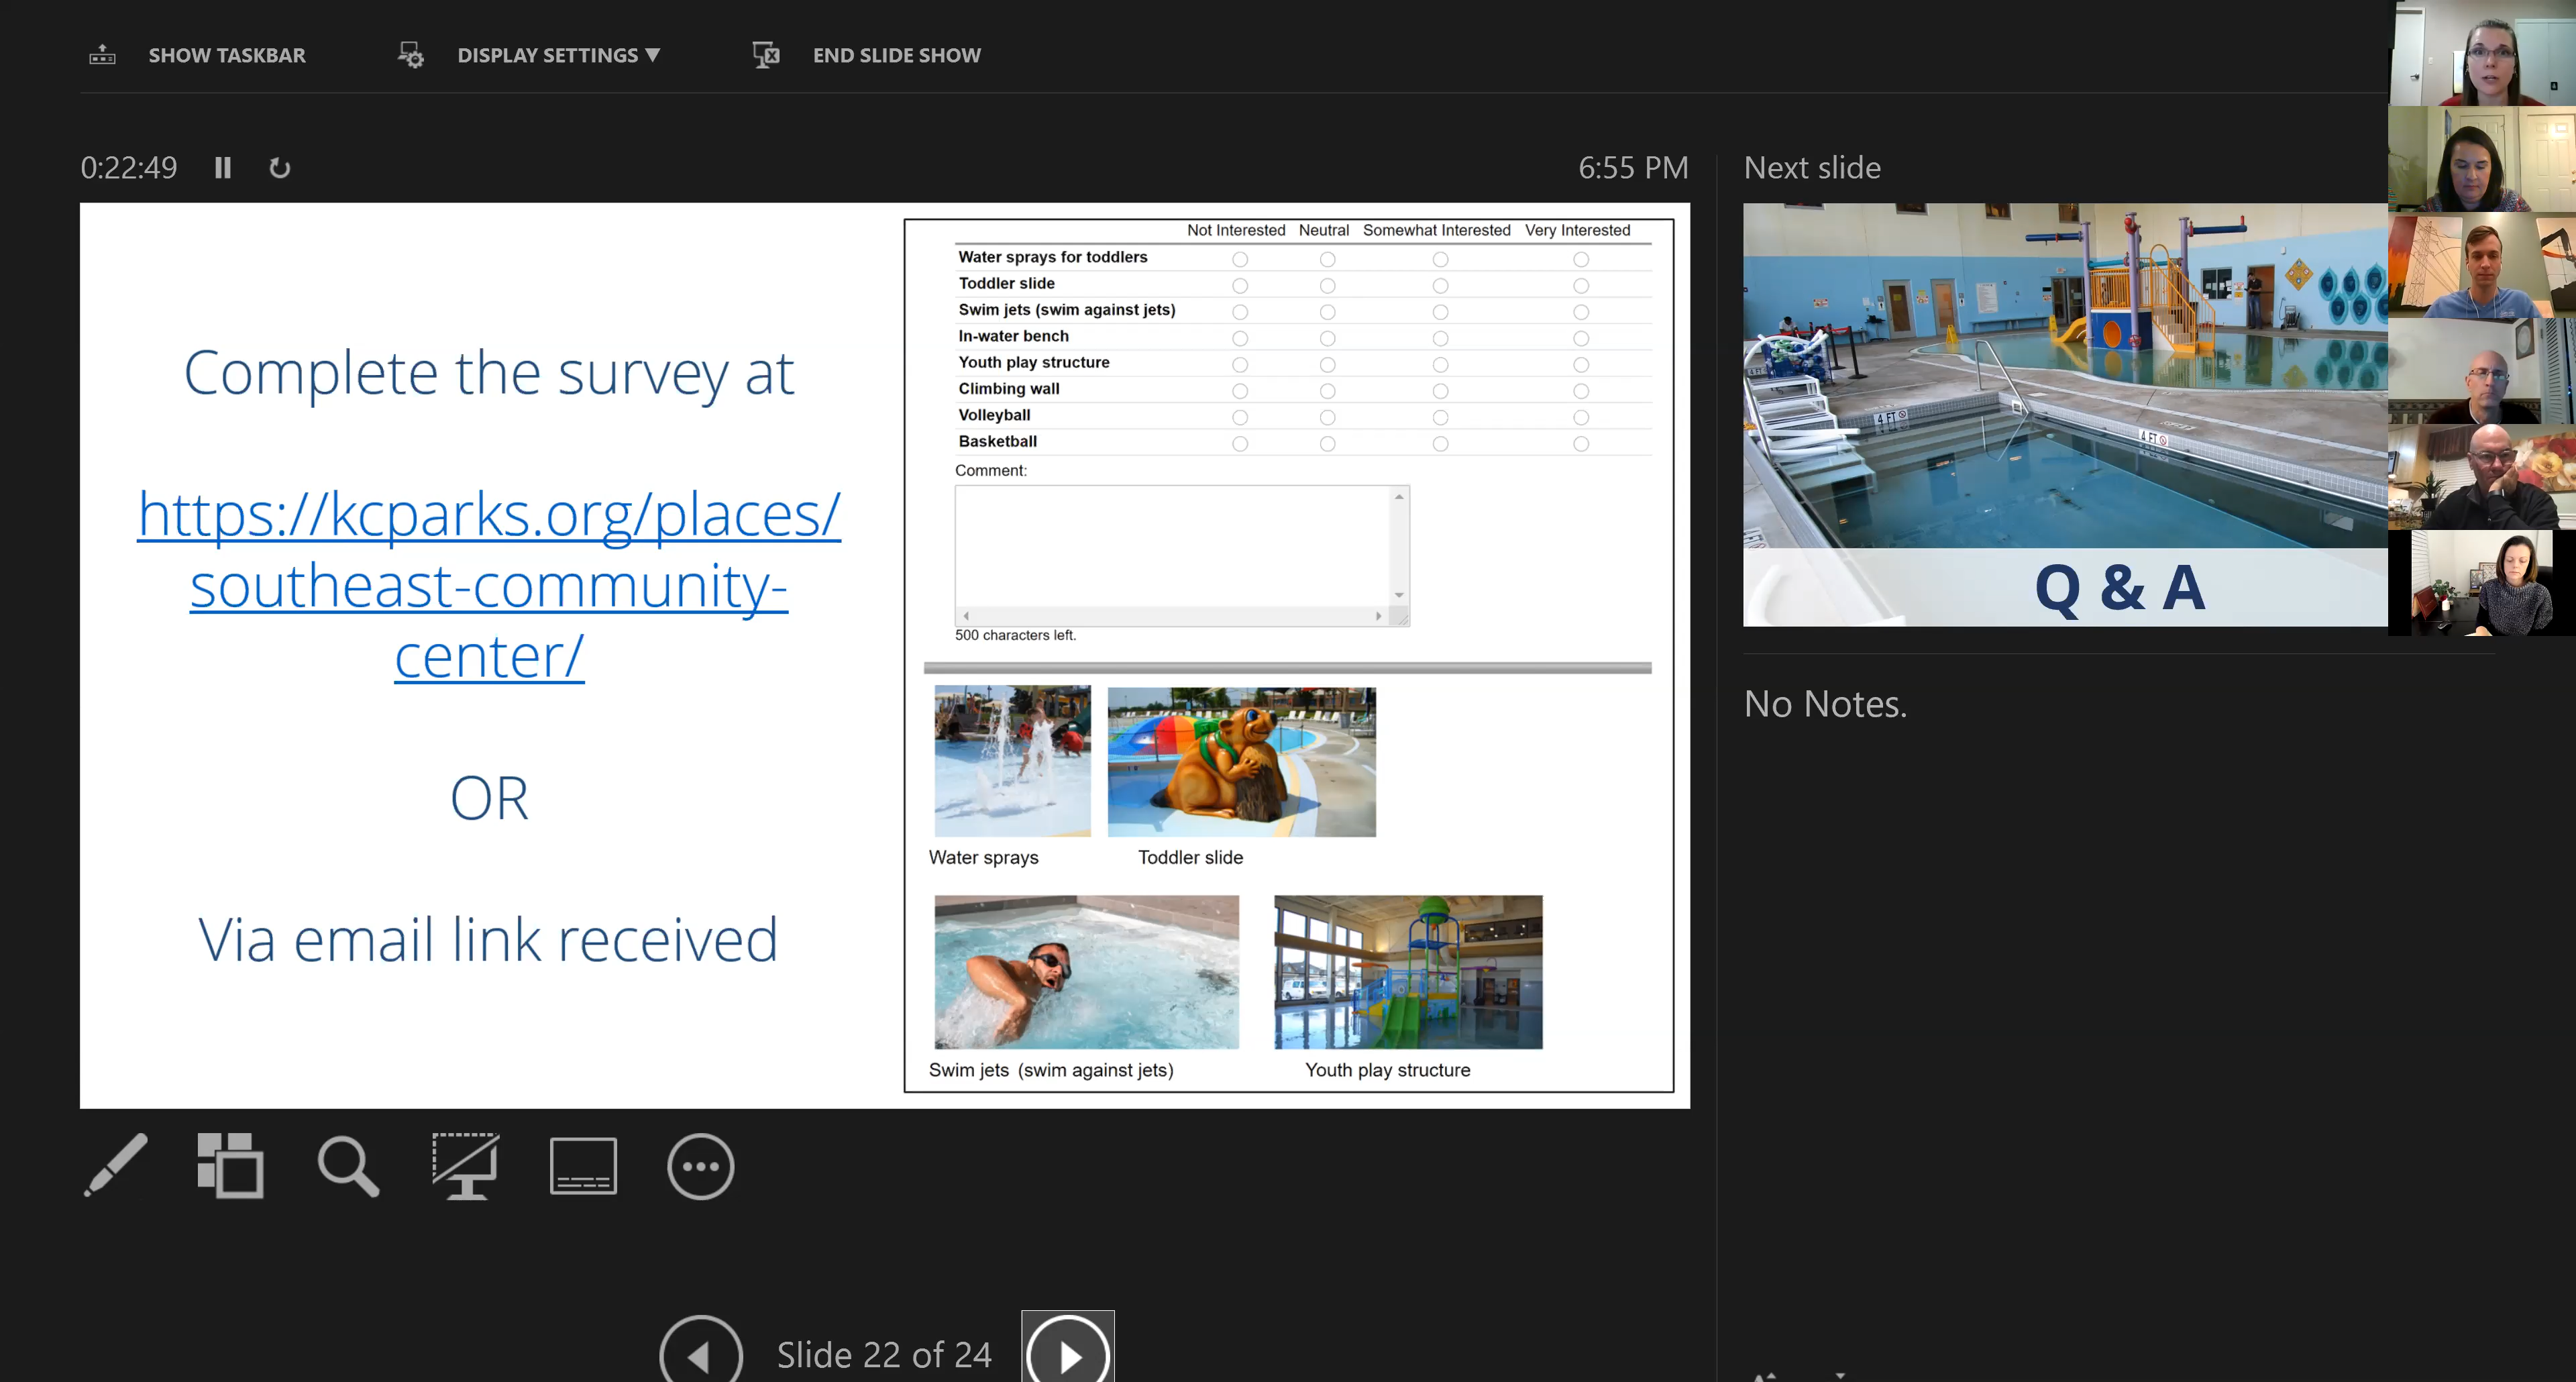 SHOW TASKBAR
DISPLAY SETTINGS ▼
END SLIDE SHOW
0:22:49
6:55 PM
Complete the survey at
https://kcparks.org/places/
southeast-community-
center/
OR
Via email link received
Not Interested Neutral Somewhat Interested Very Interested
Water sprays for toddlers
Toddler slide
Swim jets (swim against jets)
In-water bench
Youth play structure
Climbing wall
Volleyball
Basketball
Comment:
500 characters left.
Water sprays
Toddler slide
Swim jets (swim against jets)
Youth play structure
Next slide
4 FT
4 FT
Q & A
No Notes.
Slide 22 of 24